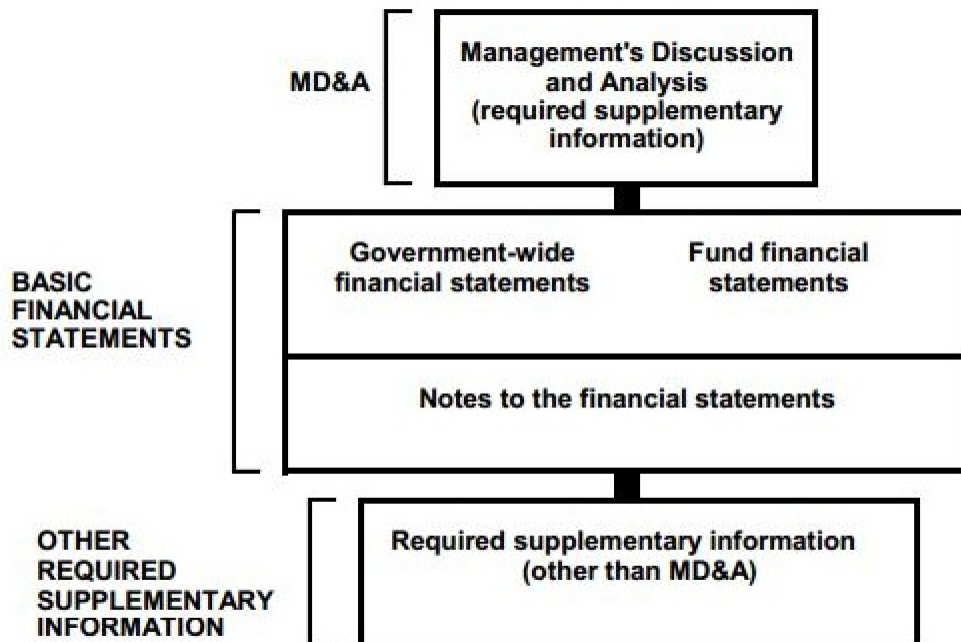 MD&A
Management's Discussion
and Analysis
(required supplementary
information)
BASIC
FINANCIAL
STATEMENTS
Government-wide
financial statements
Fund financial
statements
Notes to the financial statements
OTHER
REQUIRED
SUPPLEMENTARY
INFORMATION
Required supplementary information
(other than MD&A)